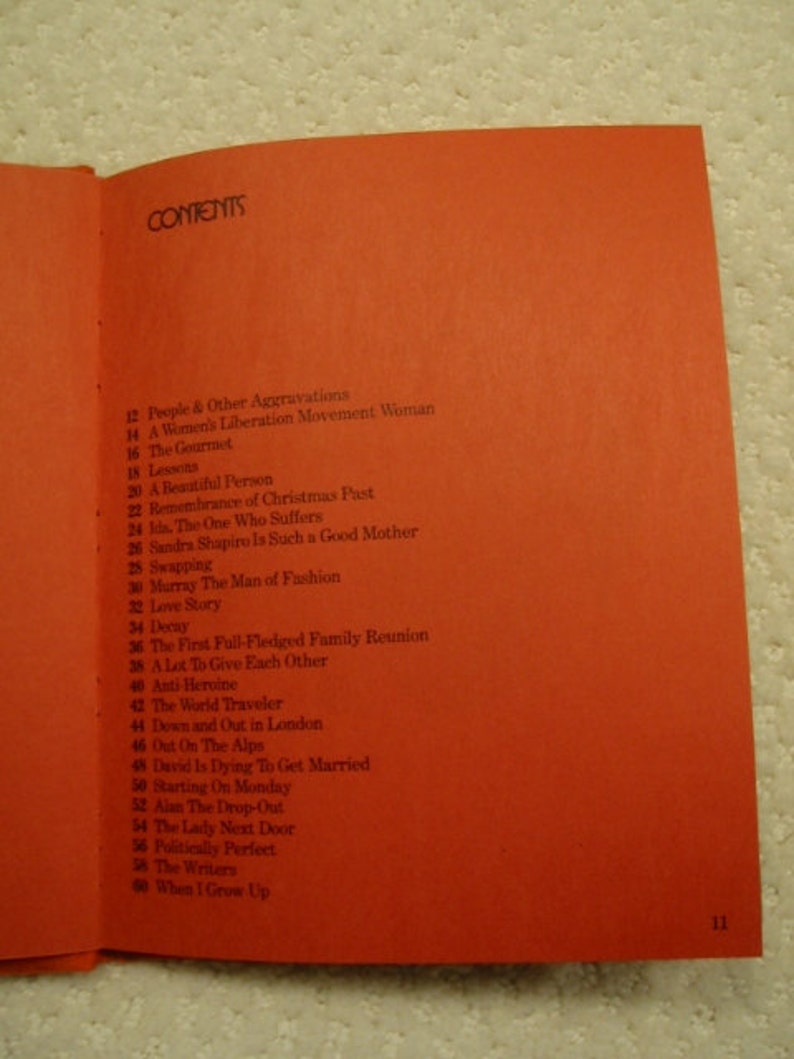 CONTENTS
12 People & Other Aggravations
14 A Women's Liberation Movement Woman
16 The Gourmet
18 Lessons
20 A Beautiful Person
22 Remembrance of Christmas Past
24 Ida, The One Who Suffers
26 Sandra Shapiro Is Such a Good Mother
28 Swapping
30 Murray The Man of Fashion
32 Love Story
34 Decay
36 The First Full-Fledged Family Reunion
38 A Lot To Give Each Other
40 Anti-Heroine
42 The World Traveler
44 Down and Out in London
46 Out On The Alps
48 David Is Dying To Get Married
50 Starting On Monday
52 Alan The Drop-Out
54 The Lady Next Door
56 Politically Perfect
58 The Writers
60 When I Grow Up
11